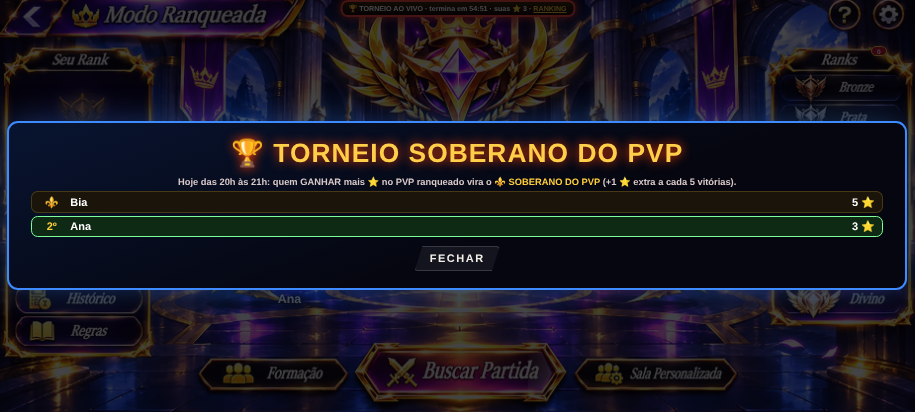 Modo Ranqueada
🏆 TORNEIO AO VIVO · termina em 54:51 · suas ⭐ 3 · RANKING
?
Seu Rank
Ranks
0
Bronze
Prata
🏆 TORNEIO SOBERANO DO PVP
Hoje das 20h às 21h: quem GANHAR mais ⭐ no PVP ranqueado vira o ⚜ SOBERANO DO PVP (+1 ⭐ extra a cada 5 vitórias).
⚜ Bia 5 ⭐
2º Ana 3 ⭐
FECHAR
Histórico
Ana
Divino
Regras
Formação
Buscar Partida
Sala Personalizada